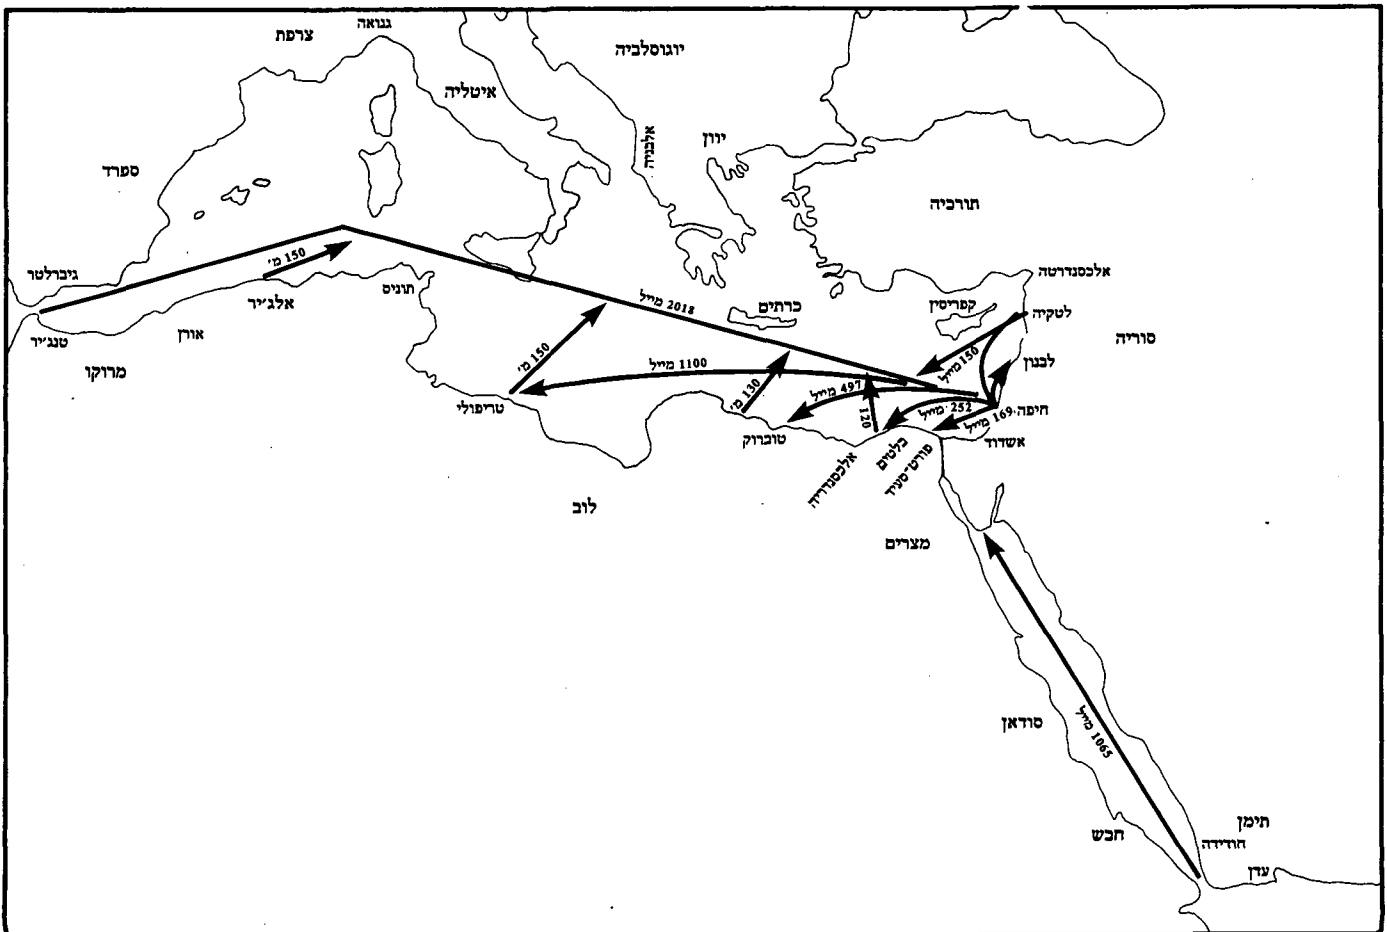 גנואה
צרפת
יוגוסלביה
איטליה
אלבניה
יוון
ספרד
תורכיה
גיברלטר
150 מ'
תוניס
אלג'יר
אורן
טנג'יר
מרוקו
2018 מייל
כרתים
קפריסין
אלכסנדרטה
לטקיה
סוריה
לבנון
150 מייל
1100 מייל
150 מ'
130 מ'
497 מייל
120
252 מייל
169 מייל
חיפה
אשדוד
טריפולי
טוברוק
אלכסנדריה
בלטים
פורט-סעיד
לוב
מצרים
סודאן
1065 מייל
חבש
תימן
חודידה
עדן